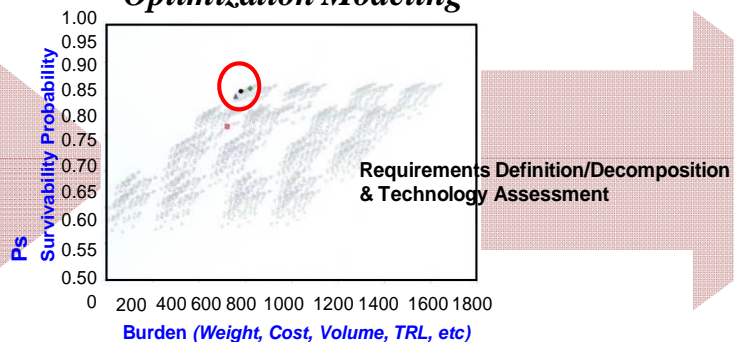 Optimization Modeling
1.00
0.95
0.90
0.85
0.80
0.75
0.70
0.65
0.60
0.55
0.50
Ps
Survivability Probability
Requirements Definition/Decomposition
& Technology Assessment
0 200 400 600 800 1000 1200 1400 1600 1800
Burden (Weight, Cost, Volume, TRL, etc)